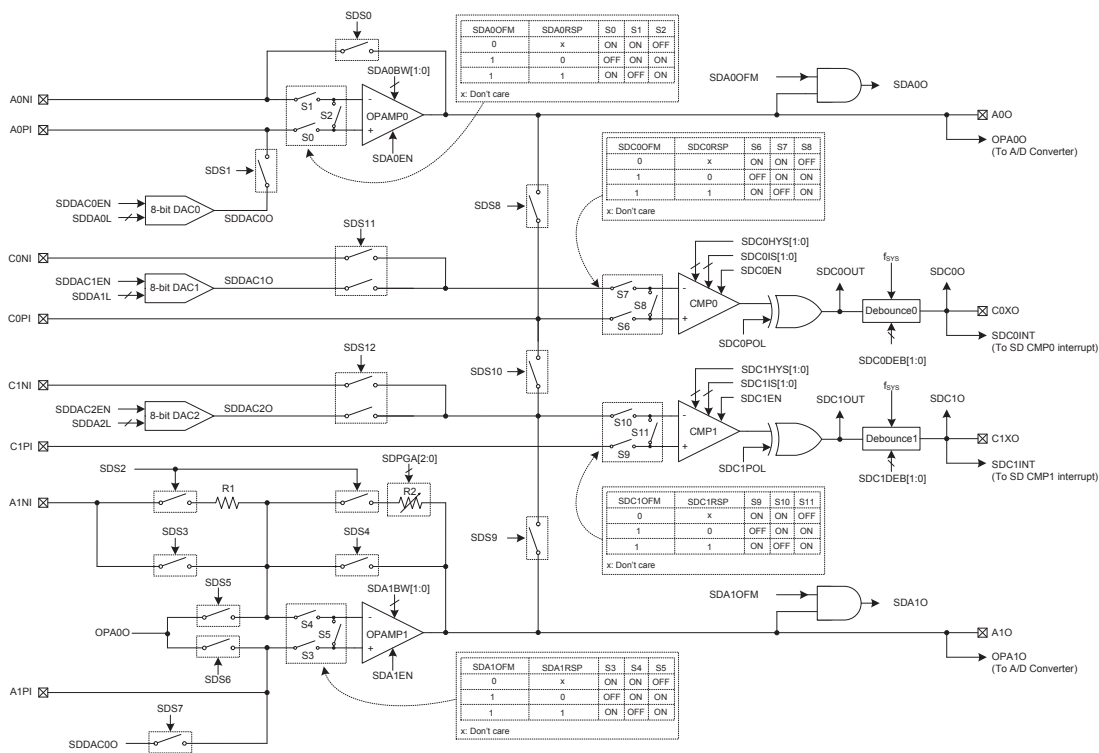 SDS0
SDA0OFM SDA0RSP S0 S1 S2
0 x ON ON OFF
1 0 OFF ON ON
1 1 ON OFF ON
x: Don't care
SDA0BW[1:0]
SDA0OFM
SDA0O
A0NI
S1
S2
S0
-
+
OPAMP0
A0O
A0PI
SDA0EN
OPA0O
(To A/D Converter)
SDS1
SDC0OFM SDC0RSP S6 S7 S8
0 x ON ON OFF
1 0 OFF ON ON
1 1 ON OFF ON
x: Don't care
SDDAC0EN
SDDA0L
8-bit DAC0
SDDAC0O
SDS8
SDS11
SDC0HYS[1:0]
SDC0IS[1:0]
SDC0EN
C0NI
SDC0OUT
fSYS
SDC0O
SDDAC1EN
SDDA1L
8-bit DAC1
SDDAC1O
S7
S8
S6
-
+
CMP0
Debounce0
C0XO
C0PI
SDC0POL
SDC0INT
(To SD CMP0 interrupt)
SDC0DEB[1:0]
SDS12
SDS10
SDC1HYS[1:0]
SDC1IS[1:0]
SDC1EN
C1NI
SDC1OUT
fSYS
SDC1O
SDDAC2EN
SDDA2L
8-bit DAC2
SDDAC2O
S10
S11
S9
-
+
CMP1
Debounce1
C1XO
C1PI
SDC1POL
SDC1INT
(To SD CMP1 interrupt)
SDC1DEB[1:0]
SDS2
SDPGA[2:0]
A1NI
R1
R2
SDC1OFM SDC1RSP S9 S10 S11
0 x ON ON OFF
1 0 OFF ON ON
1 1 ON OFF ON
x: Don't care
SDS3
SDS4
SDS9
SDS5
SDA1BW[1:0]
SDA1OFM
SDA1O
OPA0O
S4
S5
S3
-
+
OPAMP1
A1O
SDS6
SDA1EN
OPA1O
(To A/D Converter)
A1PI
SDA1OFM SDA1RSP S3 S4 S5
0 x ON ON OFF
1 0 OFF ON ON
1 1 ON OFF ON
x: Don't care
SDS7
SDDAC0O